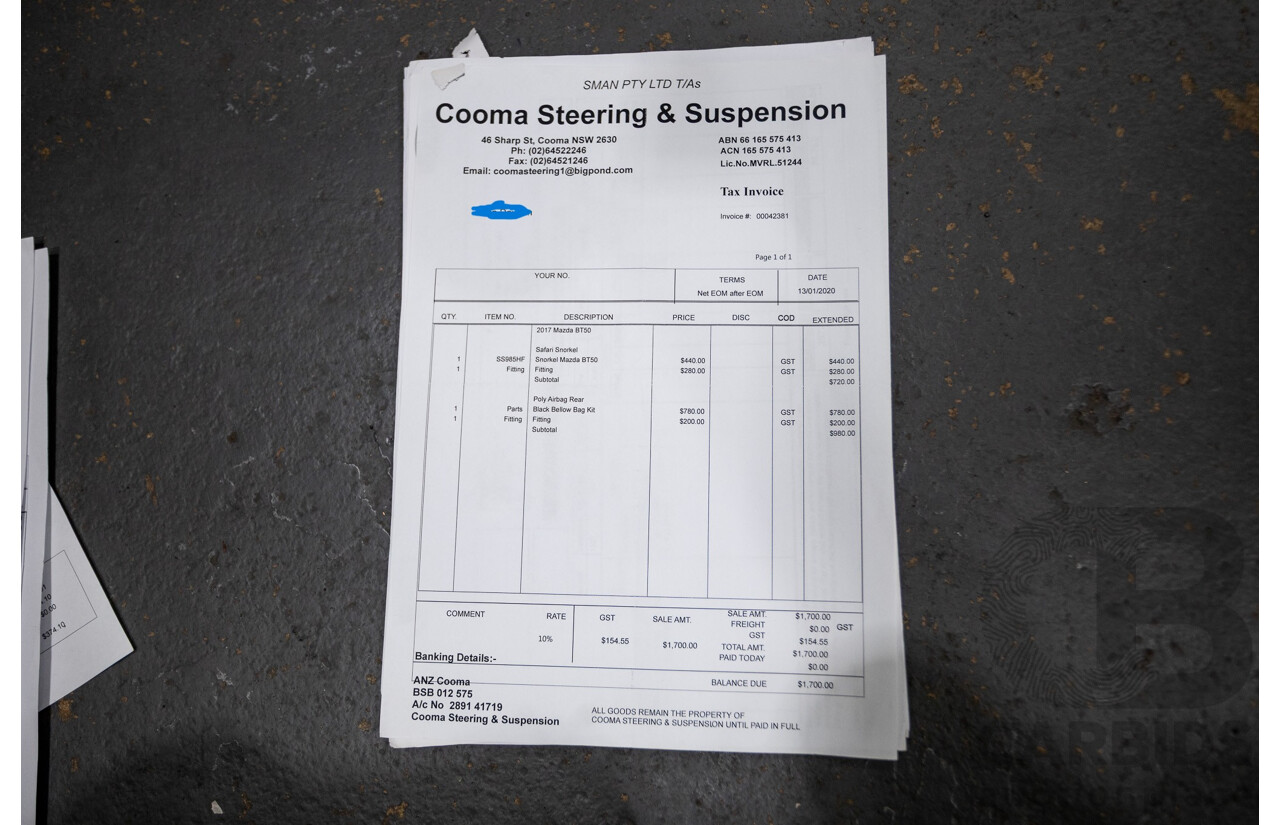 SMAN PTY LTD T/As
Cooma Steering & Suspension
46 Sharp St, Cooma NSW 2630
Ph: (02)64522246
Fax: (02)64521246
Email: coomasteering1@bigpond.com
ABN 66 165 575 413
ACN 165 575 413
Lic.No.MVRL.51244
Tax Invoice
Invoice #: 00042381
Page 1 of 1
YOUR NO. TERMS DATE
Net EOM after EOM 13/01/2020
QTY. ITEM NO. DESCRIPTION PRICE DISC COD EXTENDED
2017 Mazda BT50
Safari Snorkel
1 SS985HF Snorkel Mazda BT50 $440.00 GST $440.00
1 Fitting Fitting $280.00 GST $280.00
Subtotal $720.00
Poly Airbag Rear
1 Parts Black Bellow Bag Kit $780.00 GST $780.00
1 Fitting Fitting $200.00 GST $200.00
Subtotal $980.00
COMMENT RATE GST SALE AMT.
10% $154.55 $1,700.00
SALE AMT. $1,700.00
FREIGHT $0.00 GST
GST $154.55
TOTAL AMT. $1,700.00
PAID TODAY $0.00
BALANCE DUE $1,700.00
Banking Details:-
ANZ Cooma
BSB 012 575
A/c No 2891 41719
Cooma Steering & Suspension
ALL GOODS REMAIN THE PROPERTY OF
COOMA STEERING & SUSPENSION UNTIL PAID IN FULL
$0.00
$374.10
CARBIDS